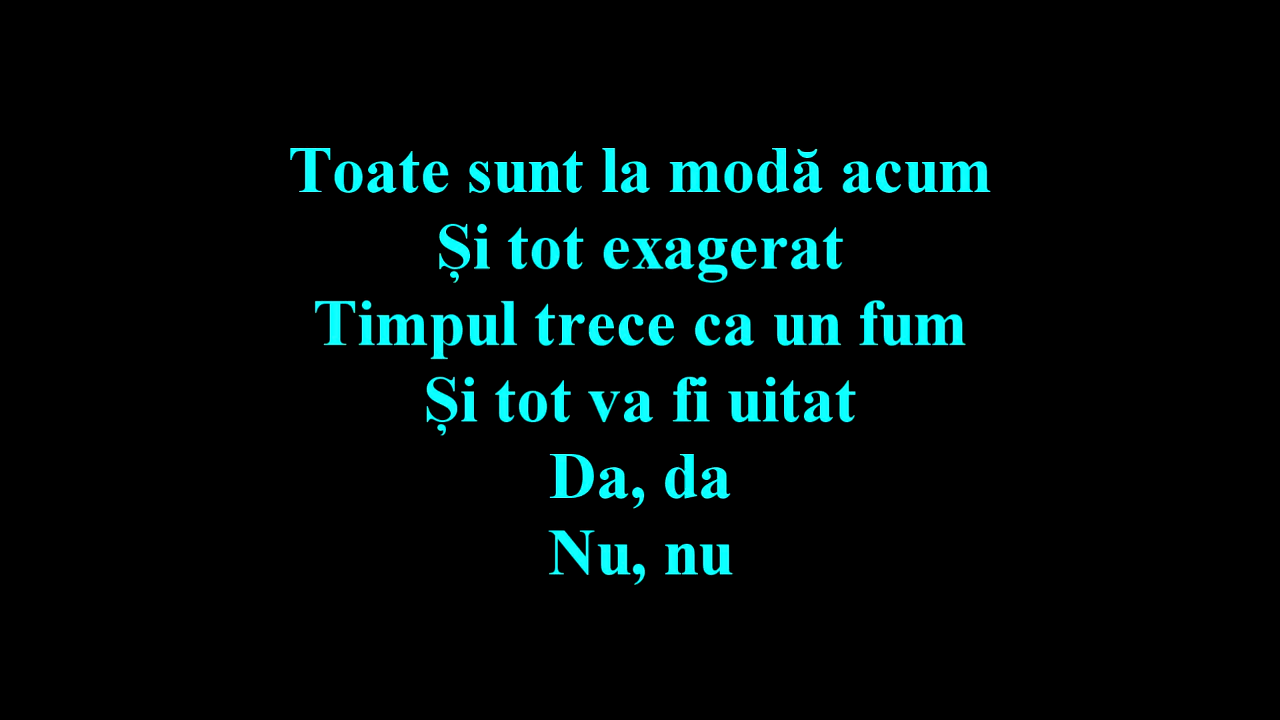 Toate sunt la modă acum
Și tot exagerat
Timpul trece ca un fum
Și tot va fi uitat
Da, da
Nu, nu